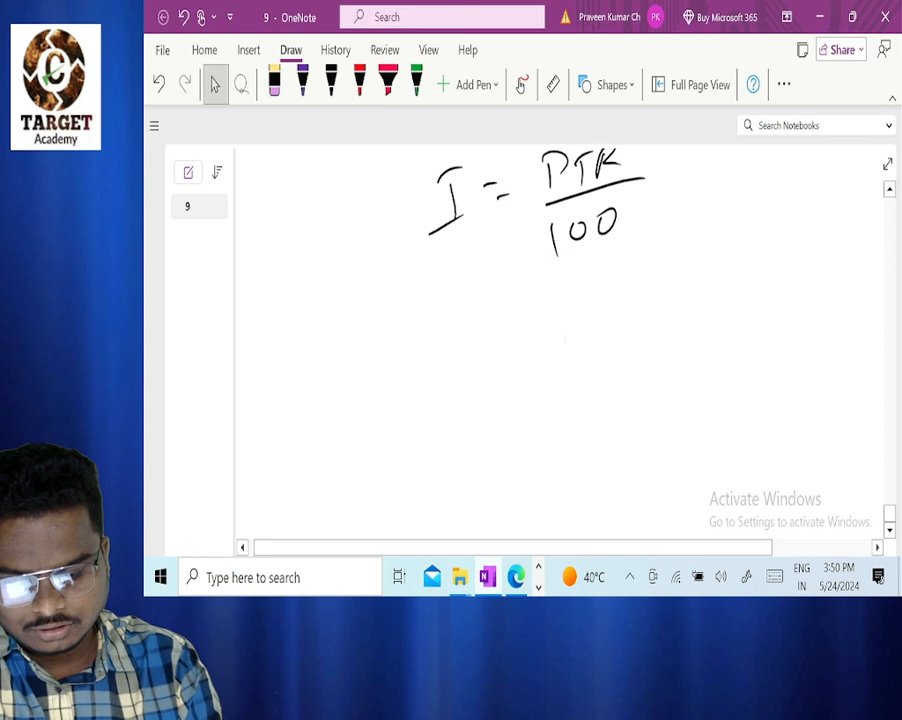 TARGET
Academy
9 - OneNote
Search
Praveen Kumar Ch
PK
Buy Microsoft 365
File
Home
Insert
Draw
History
Review
View
Help
Share
Add Pen
Shapes
Full Page View
Search Notebooks
9
I = PTR
100
Activate Windows
Go to Settings to activate Windows.
Type here to search
40°C
ENG
IN
3:50 PM
5/24/2024